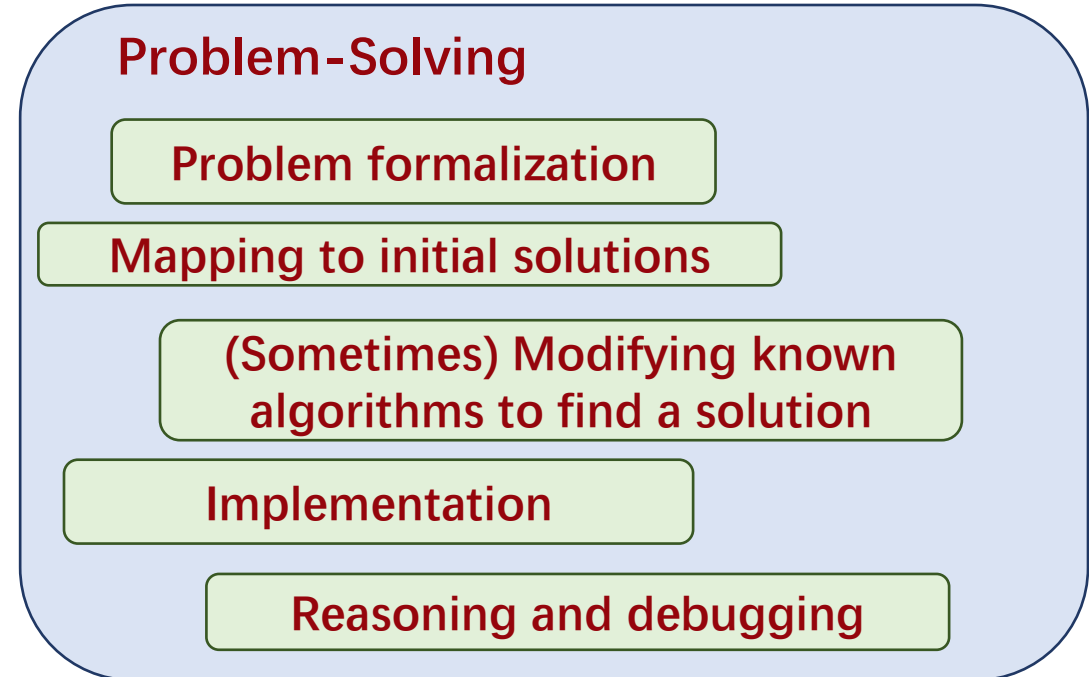 Problem-Solving
Problem formalization
Mapping to initial solutions
(Sometimes) Modifying known
algorithms to find a solution
Implementation
Reasoning and debugging